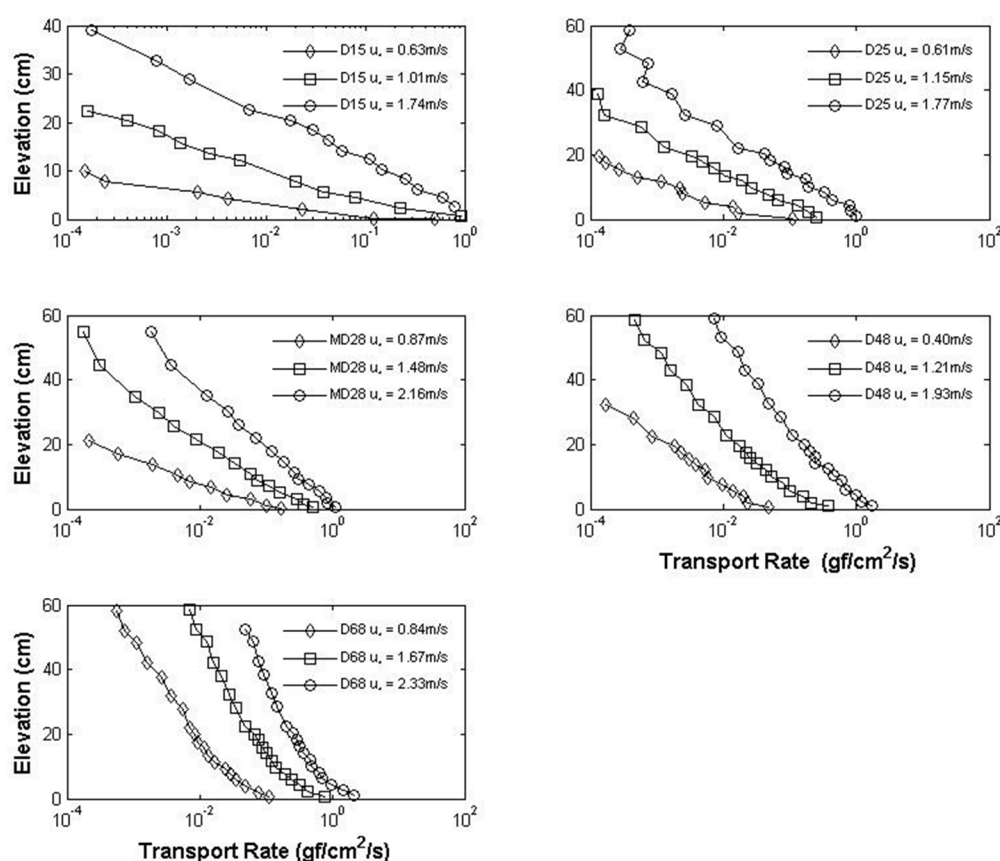 40
30
20
10
0
Elevation (cm)
D15 u* = 0.63m/s
D15 u* = 1.01m/s
D15 u* = 1.74m/s
10^-4 10^-3 10^-2 10^-1 10^0
60
40
20
0
D25 u* = 0.61m/s
D25 u* = 1.15m/s
D25 u* = 1.77m/s
10^-4 10^-2 10^0 10^2
60
40
20
0
Elevation (cm)
MD28 u* = 0.87m/s
MD28 u* = 1.48m/s
MD28 u* = 2.16m/s
10^-4 10^-2 10^0 10^2
60
40
20
0
D48 u* = 0.40m/s
D48 u* = 1.21m/s
D48 u* = 1.93m/s
10^-4 10^-2 10^0 10^2
Transport Rate (gf/cm^2/s)
60
40
20
0
Elevation (cm)
D68 u* = 0.84m/s
D68 u* = 1.67m/s
D68 u* = 2.33m/s
10^-4 10^-2 10^0 10^2
Transport Rate (gf/cm^2/s)